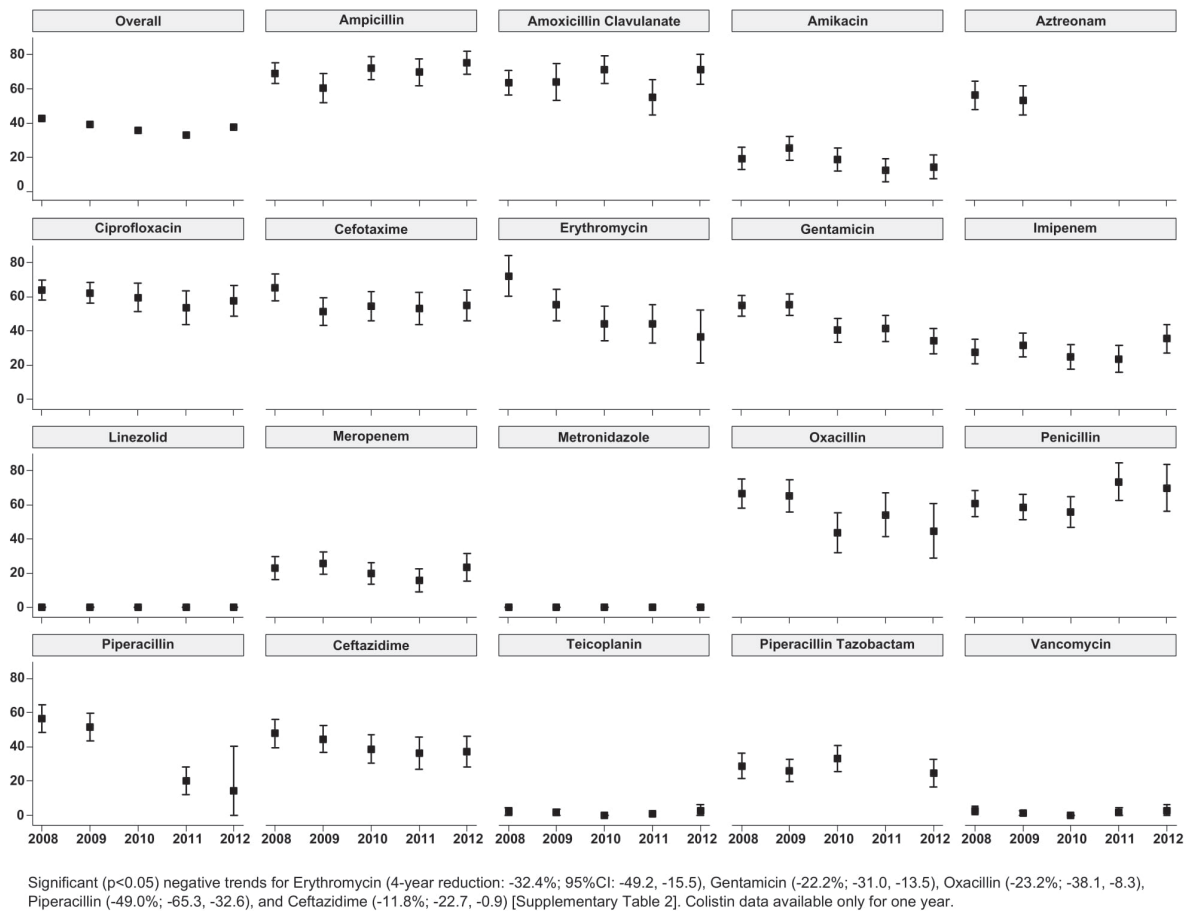 Overall Ampicillin Amoxicillin Clavulanate Amikacin Aztreonam
80
60
40
20
0
Ciprofloxacin Cefotaxime Erythromycin Gentamicin Imipenem
80
60
40
20
0
Linezolid Meropenem Metronidazole Oxacillin Penicillin
80
60
40
20
0
Piperacillin Ceftazidime Teicoplanin Piperacillin Tazobactam Vancomycin
80
60
40
20
0
2008 2009 2010 2011 2012 2008 2009 2010 2011 2012 2008 2009 2010 2011 2012 2008 2009 2010 2011 2012 2008 2009 2010 2011 2012
Significant (p<0.05) negative trends for Erythromycin (4-year reduction: -32.4%; 95%CI: -49.2, -15.5), Gentamicin (-22.2%; -31.0, -13.5), Oxacillin (-23.2%; -38.1, -8.3),
Piperacillin (-49.0%; -65.3, -32.6), and Ceftazidime (-11.8%; -22.7, -0.9) [Supplementary Table 2]. Colistin data available only for one year.